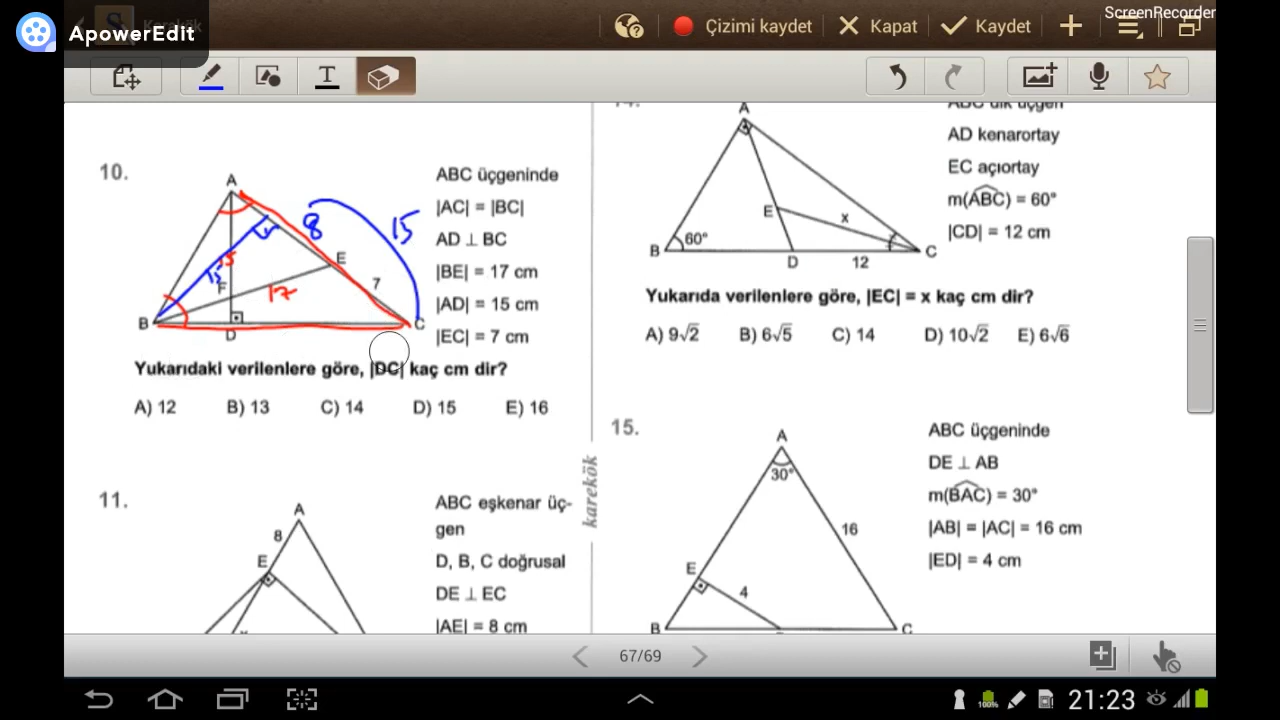 ScreenRecorder
ApowerEdit
Çizimi kaydet
Kapat
Kaydet
T
10.
A
B
C
D
E
F
7
8
15
15
15
17
ABC üçgeninde
|AC| = |BC|
AD ⊥ BC
|BE| = 17 cm
|AD| = 15 cm
|EC| = 7 cm
Yukarıdaki verilenlere göre, |DC| kaç cm dir?
A) 12 B) 13 C) 14 D) 15 E) 16
11.
A
8
E
ABC eşkenar üç-
gen
D, B, C doğrusal
DE ⊥ EC
|AE| = 8 cm
karekök
A
B
60°
E
x
D
12
C
ABC dik üçgen
AD kenarortay
EC açıortay
m(ABC) = 60°
|CD| = 12 cm
Yukarıda verilenlere göre, |EC| = x kaç cm dir?
A) 9√2 B) 6√5 C) 14 D) 10√2 E) 6√6
15.
A
30°
16
E
4
B
C
ABC üçgeninde
DE ⊥ AB
m(BAC) = 30°
|AB| = |AC| = 16 cm
|ED| = 4 cm
67/69
100%
21:23